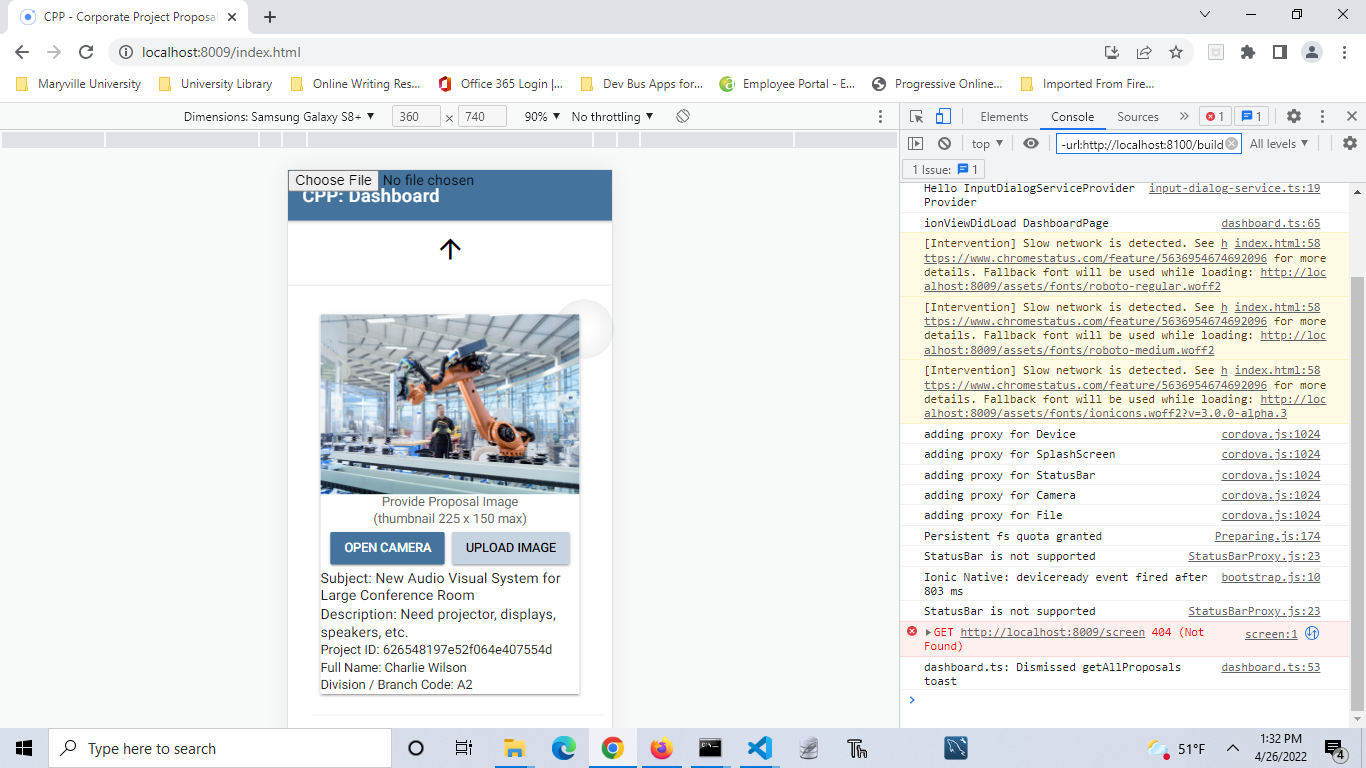 CPP - Corporate Project Proposal
localhost:8009/index.html
Maryville University
University Library
Online Writing Res...
Office 365 Login |...
Dev Bus Apps for...
Employee Portal - E...
Progressive Online...
Imported From Fire...
Dimensions: Samsung Galaxy S8+ ▼ 360 x 740 90% ▼ No throttling ▼
Choose File No file chosen
CPP: Dashboard
Provide Proposal Image
(thumbnail 225 x 150 max)
OPEN CAMERA UPLOAD IMAGE
Subject: New Audio Visual System for
Large Conference Room
Description: Need projector, displays,
speakers, etc.
Project ID: 626548197e52f064e407554d
Full Name: Charlie Wilson
Division / Branch Code: A2
Elements Console Sources » 1 1
top ▼ -url:http://localhost:8100/build All levels ▼
1 Issue: 1
Hello InputDialogServiceProvider input-dialog-service.ts:19
Provider
ionViewDidLoad DashboardPage dashboard.ts:65
[Intervention] Slow network is detected. See h index.html:58
ttps://www.chromestatus.com/feature/5636954674692096 for more
details. Fallback font will be used while loading: http://loc
alhost:8009/assets/fonts/roboto-regular.woff2
[Intervention] Slow network is detected. See h index.html:58
ttps://www.chromestatus.com/feature/5636954674692096 for more
details. Fallback font will be used while loading: http://loc
alhost:8009/assets/fonts/roboto-medium.woff2
[Intervention] Slow network is detected. See h index.html:58
ttps://www.chromestatus.com/feature/5636954674692096 for more
details. Fallback font will be used while loading: http://loc
alhost:8009/assets/fonts/ionicons.woff2?v=3.0.0-alpha.3
adding proxy for Device cordova.js:1024
adding proxy for SplashScreen cordova.js:1024
adding proxy for StatusBar cordova.js:1024
adding proxy for Camera cordova.js:1024
adding proxy for File cordova.js:1024
Persistent fs quota granted Preparing.js:174
StatusBar is not supported StatusBarProxy.js:23
Ionic Native: deviceready event fired after bootstrap.js:10
803 ms
StatusBar is not supported StatusBarProxy.js:23
GET http://localhost:8009/screen 404 (Not screen:1
Found)
dashboard.ts: Dismissed getAllProposals dashboard.ts:53
toast
Type here to search
Th
51°F
1:32 PM
4/26/2022
4